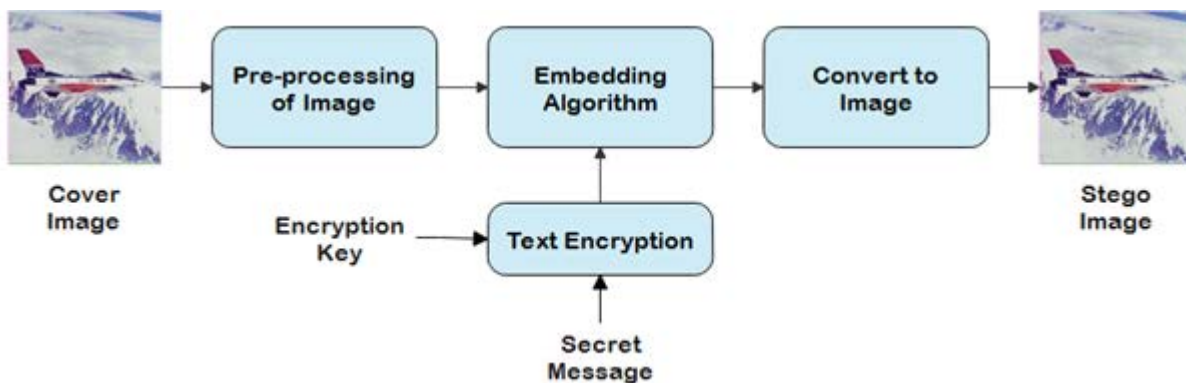 Pre-processing
of Image
Embedding
Algorithm
Convert to
Image
Cover
Image
Stego
Image
Encryption
Key
Text Encryption
Secret
Message